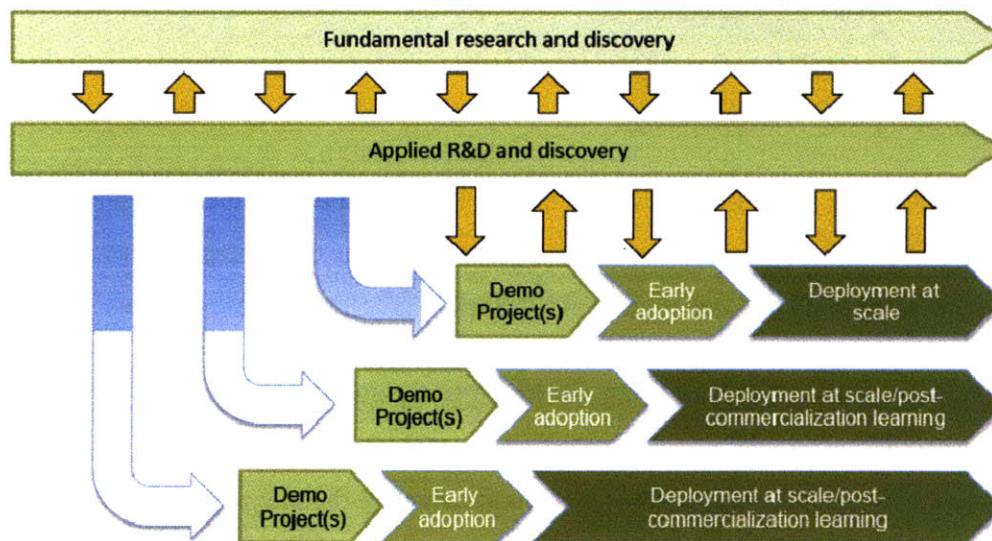 Fundamental research and discovery
Applied R&D and discovery
Demo
Project(s)
Early
adoption
Deployment at
scale
Demo
Project(s)
Early
adoption
Deployment at scale/post-
commercialization learning
Demo
Project(s)
Early
adoption
Deployment at scale/post-
commercialization learning